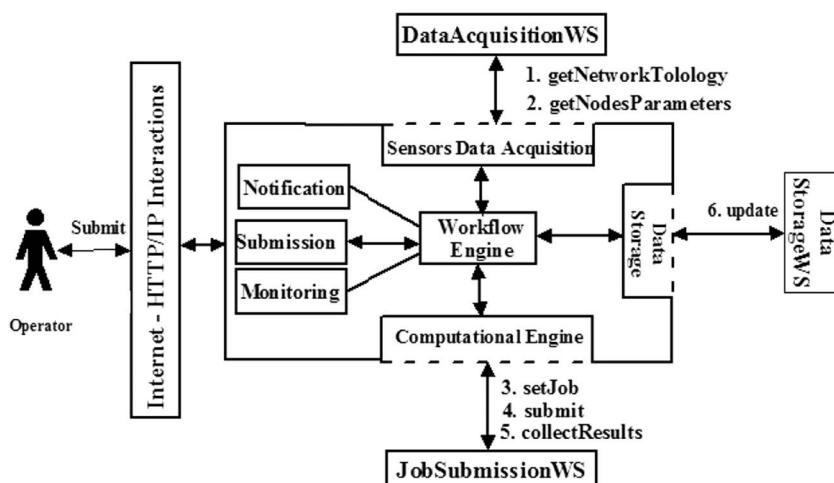 DataAcquisitionWS
1. getNetworkTolology
2. getNodesParameters
Sensors Data Acquisition
Internet - HTTP/IP Interactions
Notification
Submit
Submission
Workflow
Engine
Data
Storage
6. update
Data
StorageWS
Monitoring
Operator
Computational Engine
3. setJob
4. submit
5. collectResults
JobSubmissionWS